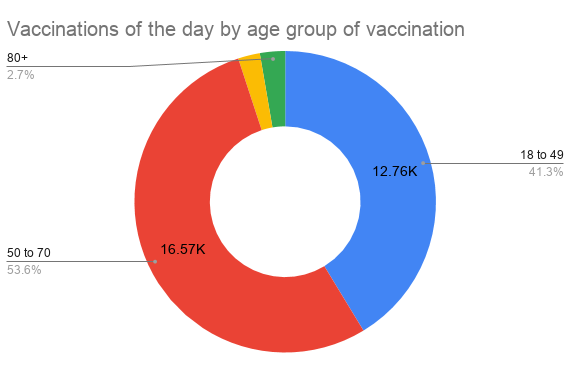 Vaccinations of the day by age group of vaccination
80+
2.7%
18 to 49
41.3%
12.76K
16.57K
50 to 70
53.6%